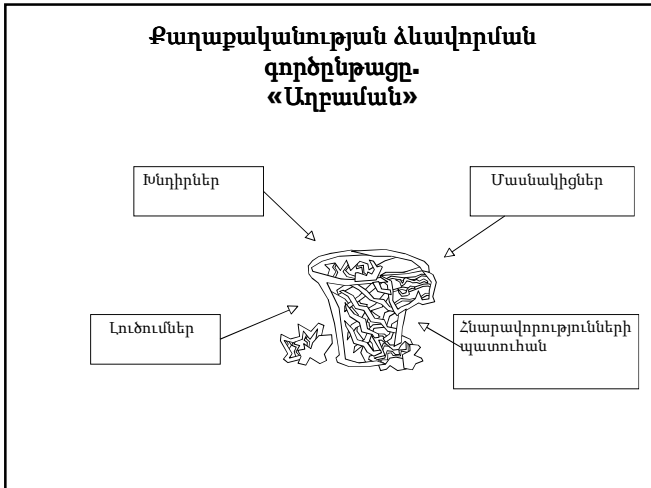 Քաղաքականության ձևավորման
գործընթացը.
«Աղբաման»
Խնդիրներ
Մասնակիցներ
Լուծումներ
Հնարավորությունների
պատուհան